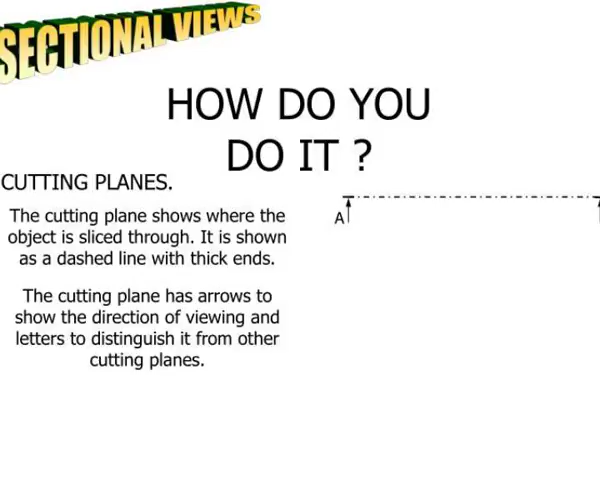 SECTIONAL VIEWS
HOW DO YOU
DO IT ?
CUTTING PLANES.
The cutting plane shows where the
object is sliced through. It is shown
as a dashed line with thick ends.
The cutting plane has arrows to
show the direction of viewing and
letters to distinguish it from other
cutting planes.
A